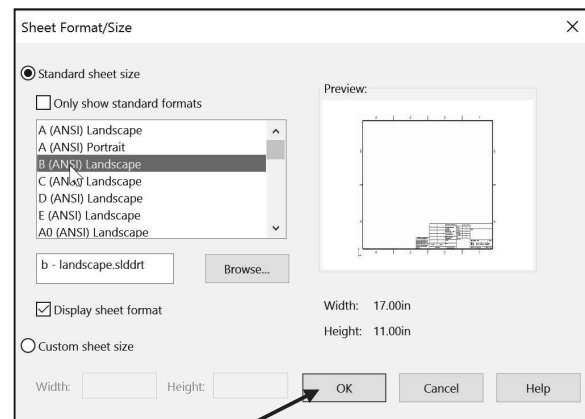 Sheet Format/Size
Standard sheet size
Only show standard formats
A (ANSI) Landscape
A (ANSI) Portrait
B (ANSI) Landscape
C (ANSI) Landscape
D (ANSI) Landscape
E (ANSI) Landscape
A0 (ANSI) Landscape
b - landscape.slddrt
Browse...
Display sheet format
Custom sheet size
Width:
Height:
Preview:
Width: 17.00in
Height: 11.00in
OK
Cancel
Help